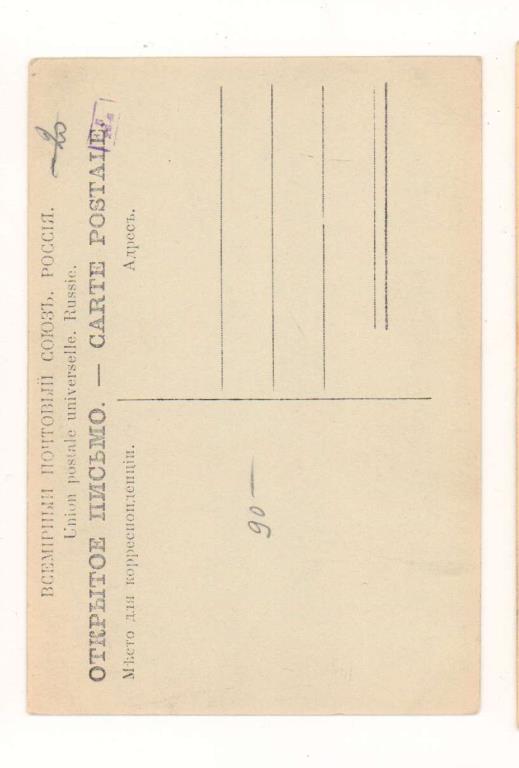 ВСЕМІРНЫЙ ПОЧТОВЫЙ СОЮЗЪ. РОССІЯ.
Union postale universelle. Russie.
ОТКРЫТОЕ ПИСЬМО. — CARTE POSTALE.
Мѣсто для корреспонденціи.
Адресъ.
90 —